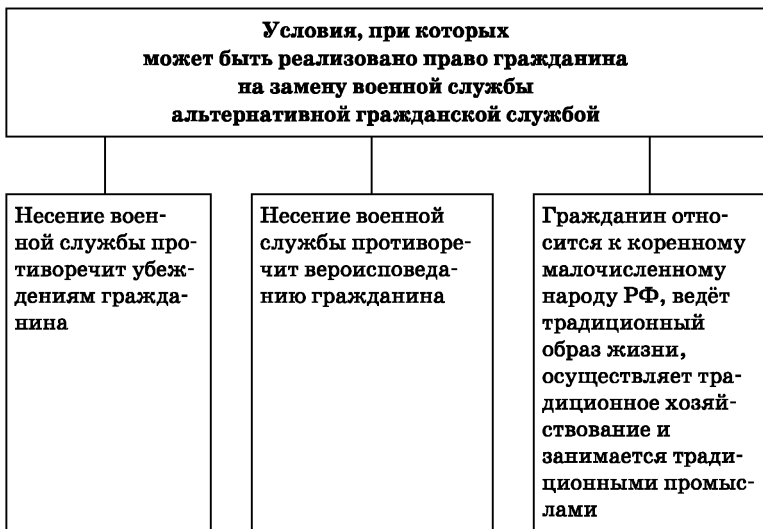 Условия, при которых
может быть реализовано право гражданина
на замену военной службы
альтернативной гражданской службой
Несение воен-
ной службы про-
тиворечит убеж-
дениям гражда-
нина
Несение военной
службы противоре-
чит вероисповеда-
нию гражданина
Гражданин отно-
сится к коренному
малочисленному
народу РФ, ведёт
традиционный
образ жизни,
осуществляет тра-
диционное хозяй-
ствование и
занимается тради-
ционными промыс-
лами